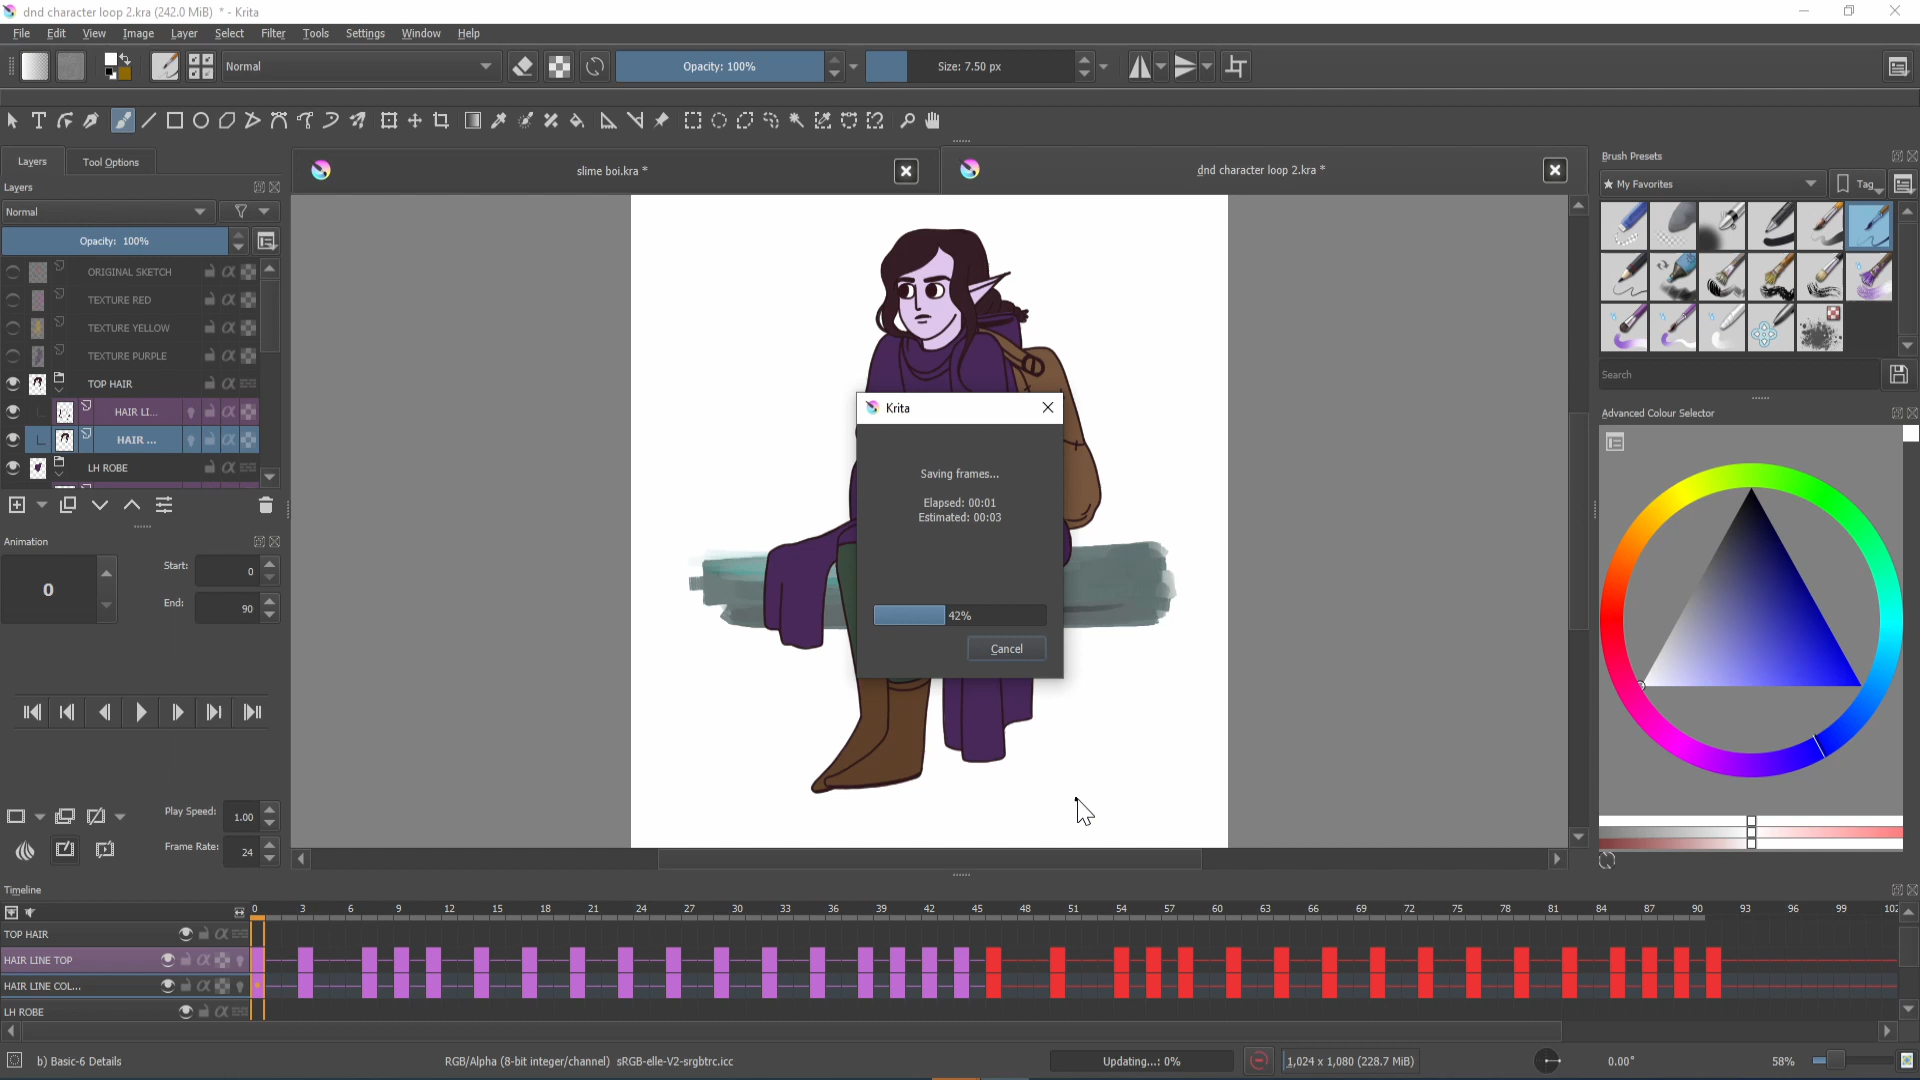 dnd character loop 2.kra (242.0 MiB) * - Krita
File Edit View Image Layer Select Filter Tools Settings Window Help
Normal Opacity: 100% Size: 7.50 px
Layers Tool Options
slime boi.kra *
dnd character loop 2.kra *
Brush Presets
Layers
Normal
★ My Favorites
Tag
Opacity: 100%
ORIGINAL SKETCH
TEXTURE RED
TEXTURE YELLOW
TEXTURE PURPLE
TOP HAIR
HAIR LI...
HAIR ...
LH ROBE
Search
Advanced Colour Selector
Krita
Saving frames...
Elapsed: 00:01
Estimated: 00:03
42%
Cancel
Animation
0
Start: 0
End: 90
Play Speed: 1.00
Frame Rate: 24
Timeline
0 3 6 9 12 15 18 21 24 27 30 33 36 39 42 45 48 51 54 57 60 63 66 69 72 75 78 81 84 87 90 93 96 99 102
TOP HAIR
HAIR LINE TOP
HAIR LINE COL...
LH ROBE
b) Basic-6 Details
RGB/Alpha (8-bit integer/channel) sRGB-elle-V2-srgbtrc.icc
Updating...: 0%
1,024 x 1,080 (228.7 MiB)
0.00°
58%